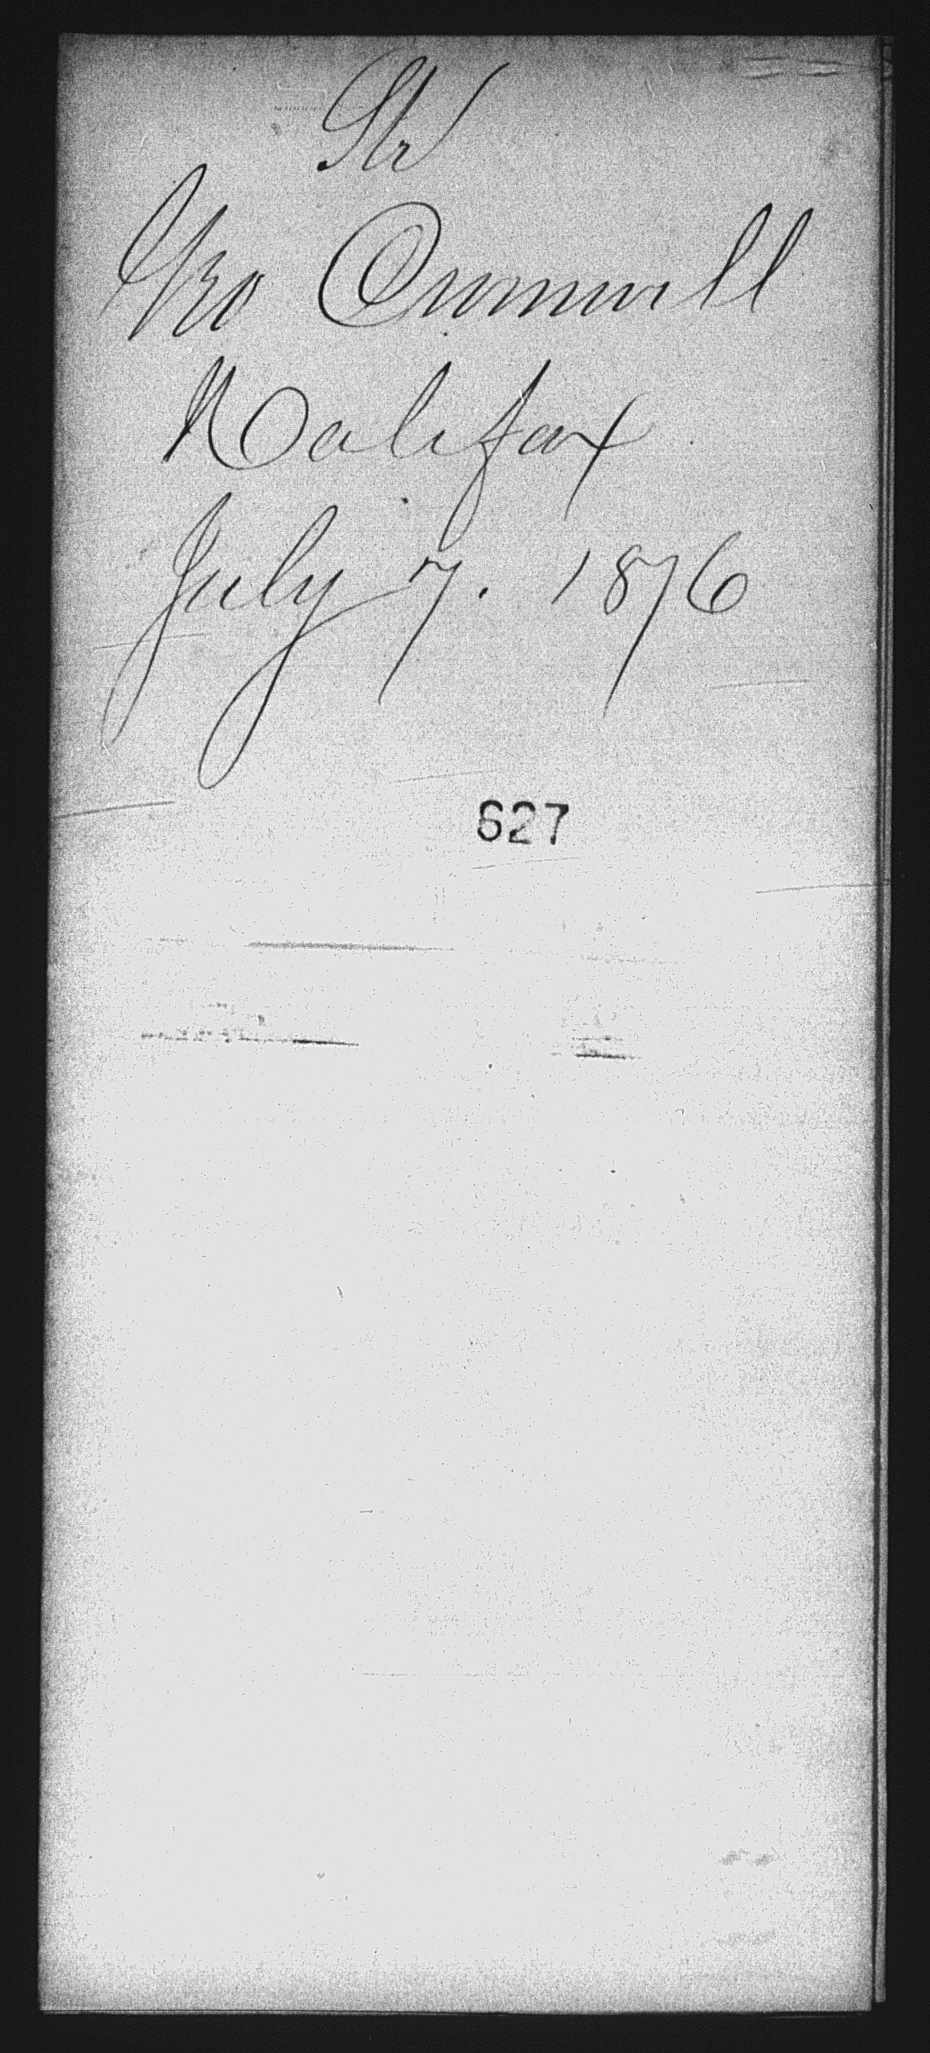 Str
Geo Cromwell
Halifax
July 7. 1876
627